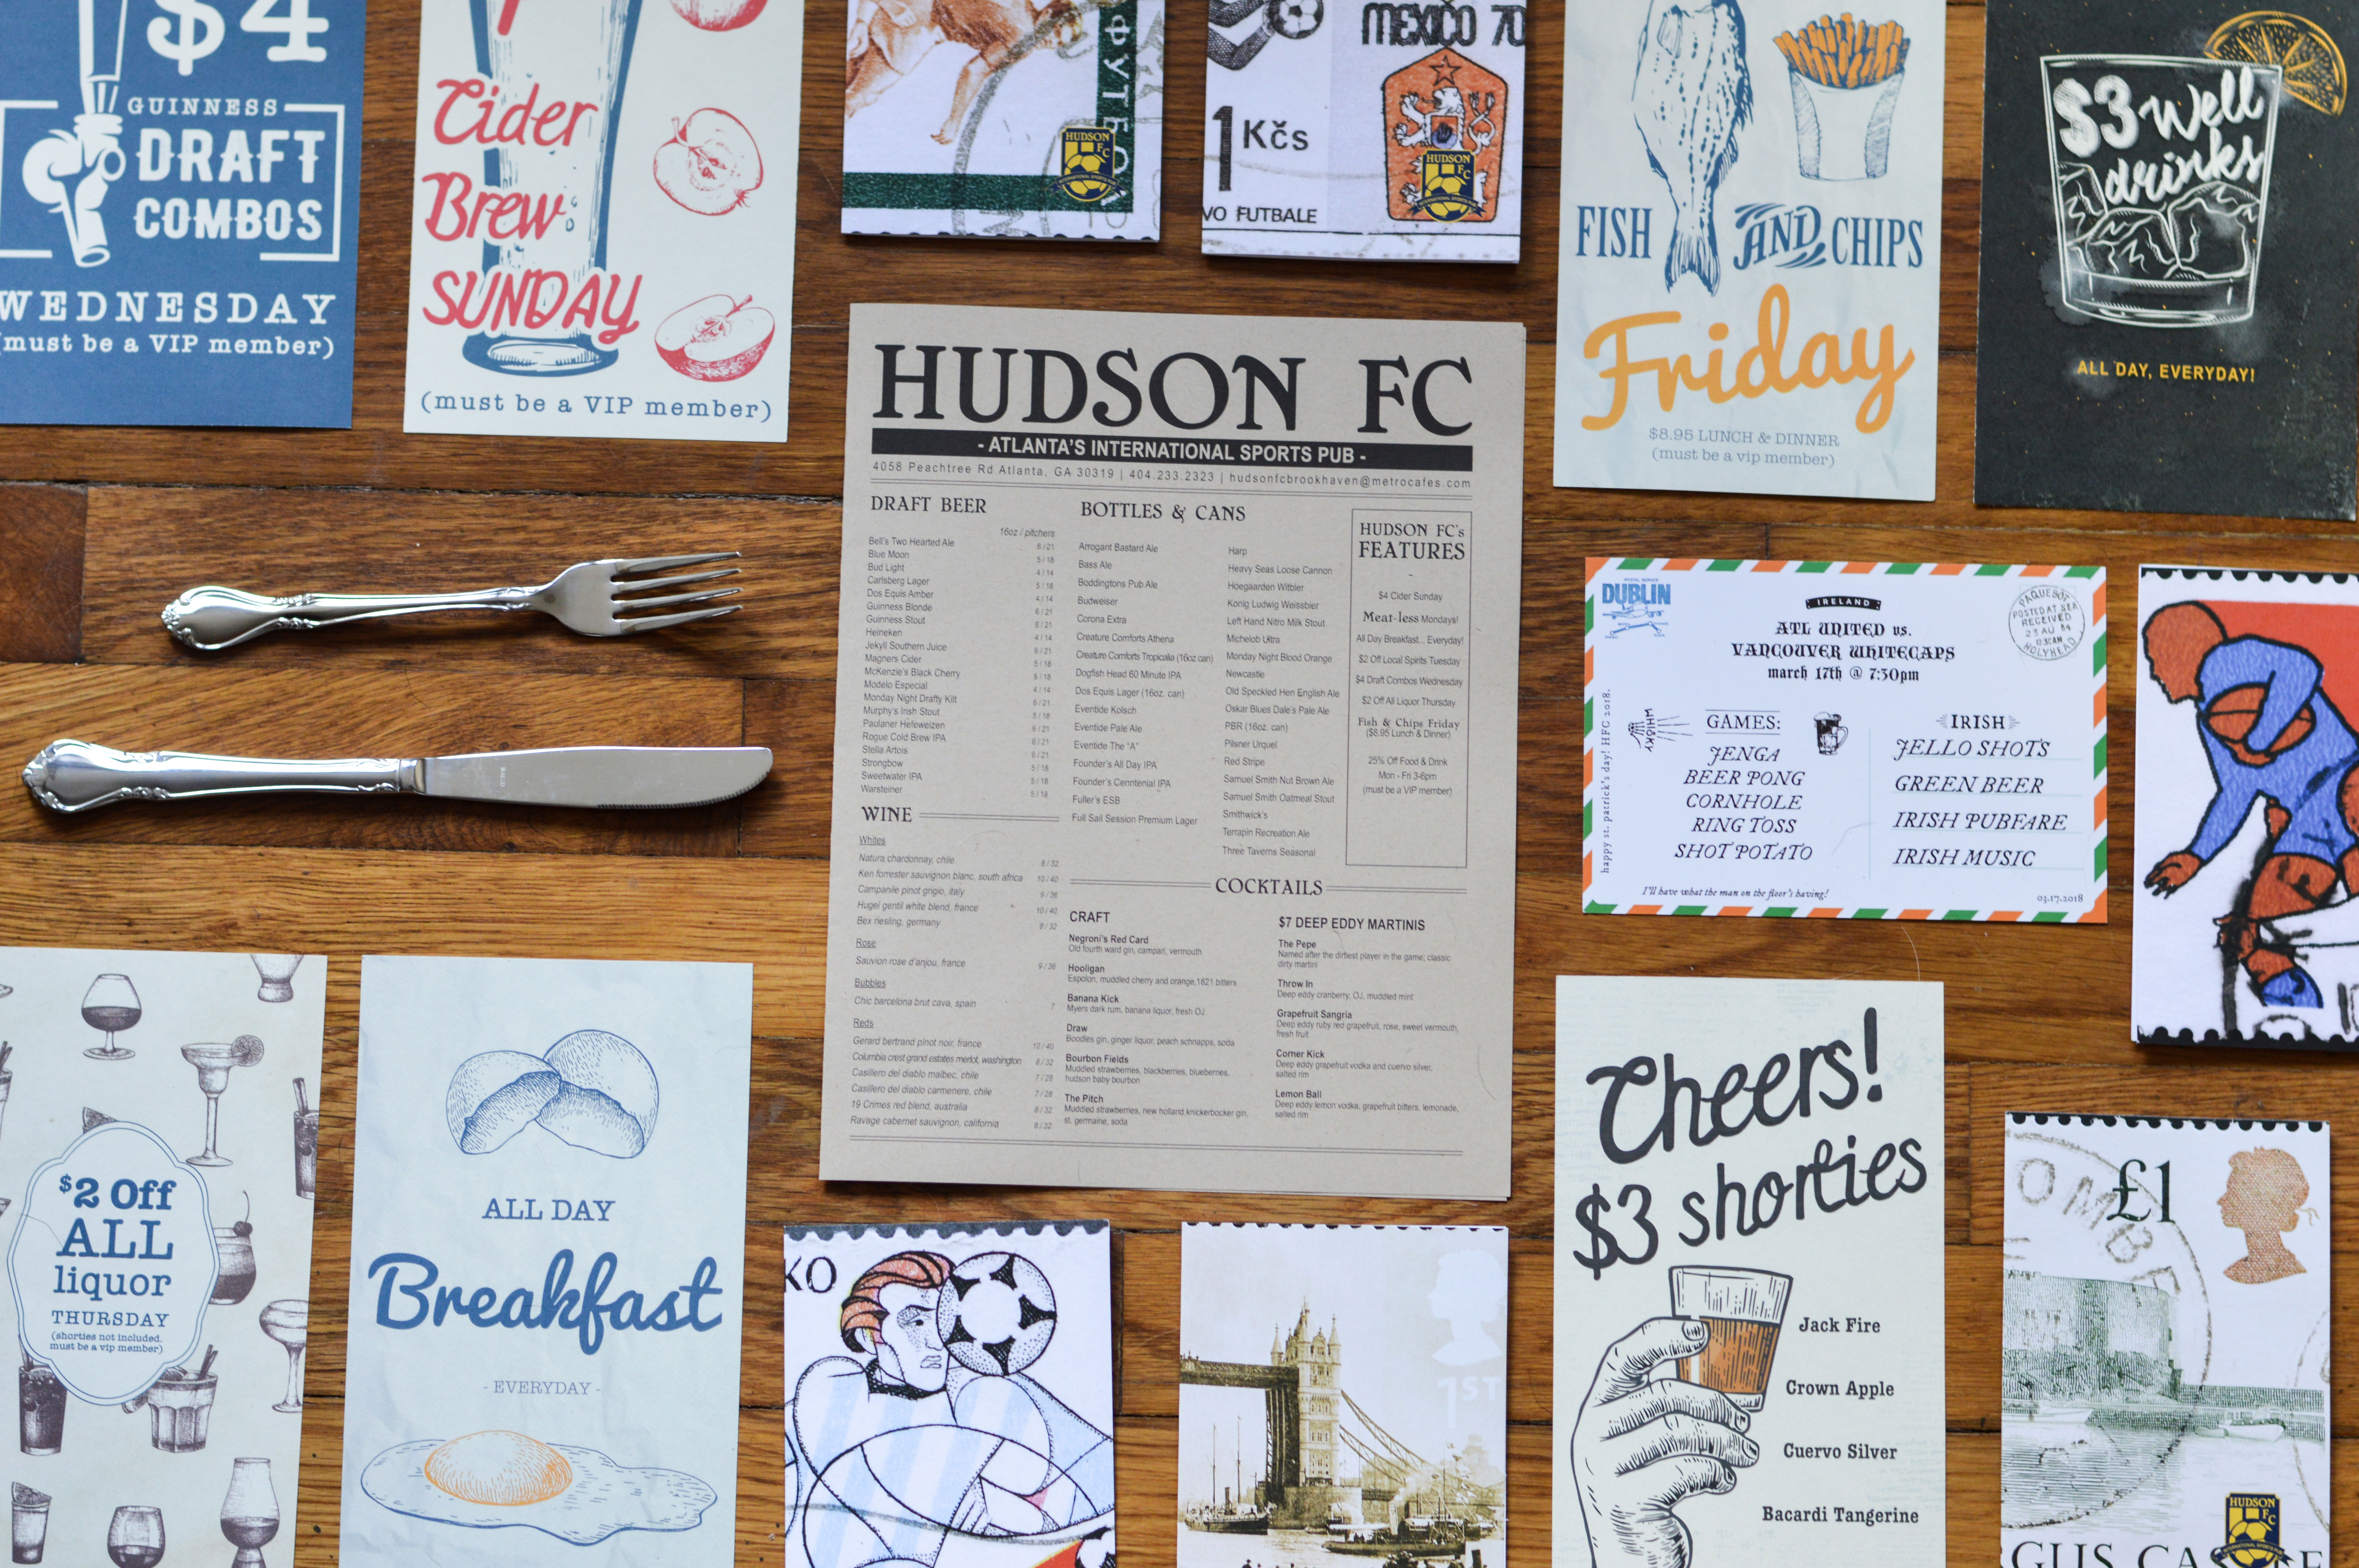 $4
GUINNESS
DRAFT
COMBOS
WEDNESDAY
(must be a VIP member)
Cider
Brew
SUNDAY
(must be a VIP member)
HUDSON
FC
MEXICO 70
1 Kčs
VO FUTBALE
HUDSON
FC
FISH AND CHIPS
Friday
$8.95 LUNCH & DINNER
(must be a vip member)
$3 well
drinks
ALL DAY, EVERYDAY!
HUDSON FC
- ATLANTA'S INTERNATIONAL SPORTS PUB -
4058 Peachtree Rd Atlanta, GA 30319 | 404.233.2323 | hudsonfcbrookhaven@metrocafes.com
DRAFT BEER
16oz / pitchers
Bell's Two Hearted Ale 6/21
Blue Moon 5/18
Bud Light 4/14
Carlsberg Lager 5/18
Dos Equis Amber 4/14
Guinness Blonde 6/21
Guinness Stout 6/21
Heineken 4/14
Jekyll Southern Juice 6/21
Magners Cider 5/18
McKenzie's Black Cherry 5/18
Modelo Especial 4/14
Monday Night Drafty Kilt 6/21
Murphy's Irish Stout 5/18
Paulaner Hefeweizen 6/21
Rogue Cold Brew IPA 6/21
Stella Artois 6/21
Strongbow 5/18
Sweetwater IPA 5/18
Warsteiner 5/18
WINE
Whites
Natura chardonnay, chile 8/32
Ken forrester sauvignon blanc, south africa 10/40
Campanile pinot grigio, italy 9/36
Hugel gentil white blend, france 10/40
Bex riesling, germany 8/32
Rose
Sauvion rose d'anjou, france 9/36
Bubbles
Chic barcelona brut cava, spain 7
Reds
Gerard bertrand pinot noir, france 10/40
Columbia crest grand estates merlot, washington 8/32
Casillero del diablo malbec, chile 7/28
Casillero del diablo carmenere, chile 7/28
19 Crimes red blend, australia 8/32
Ravage cabernet sauvignon, california 8/32
BOTTLES & CANS
Arrogant Bastard Ale
Bass Ale
Boddingtons Pub Ale
Budweiser
Corona Extra
Creature Comforts Athena
Creature Comforts Tropicalia (16oz can)
Dogfish Head 60 Minute IPA
Dos Equis Lager (16oz. can)
Eventide Kolsch
Eventide Pale Ale
Eventide The "A"
Founder's All Day IPA
Founder's Cenntenial IPA
Fuller's ESB
Full Sail Session Premium Lager
Harp
Heavy Seas Loose Cannon
Hoegaarden Witbier
Konig Ludwig Weissbier
Left Hand Nitro Milk Stout
Michelob Ultra
Monday Night Blood Orange
Newcastle
Old Speckled Hen English Ale
Oskar Blues Dale's Pale Ale
PBR (16oz. can)
Pilsner Urquel
Red Stripe
Samuel Smith Nut Brown Ale
Samuel Smith Oatmeal Stout
Smithwick's
Terrapin Recreation Ale
Three Taverns Seasonal
HUDSON FC's
FEATURES
-
$4 Cider Sunday
Meat-less Mondays!
All Day Breakfast... Everyday!
$2 Off Local Spirits Tuesday
$4 Draft Combos Wednesday
$2 Off All Liquor Thursday
Fish & Chips Friday
($8.95 Lunch & Dinner)
25% Off Food & Drink
Mon - Fri 3-6pm
(must be a VIP member)
COCKTAILS
CRAFT
Negroni's Red Card
Old fourth ward gin, campari, vermouth
Hooligan
Espolon, muddled cherry and orange,1821 bitters
Banana Kick
Myers dark rum, banana liquor, fresh OJ
Draw
Boodles gin, ginger liquor, peach schnapps, soda
Bourbon Fields
Muddled strawberries, blackberries, blueberries,
hudson baby bourbon
The Pitch
Muddled strawberries, new holland knickerbocker gin,
st. germaine, soda
$7 DEEP EDDY MARTINIS
The Pepe
Named after the dirtiest player in the game; classic
dirty martini
Throw In
Deep eddy cranberry, OJ, muddled mint
Grapefruit Sangria
Deep eddy ruby red grapefruit, rose, sweet vermouth,
fresh fruit
Corner Kick
Deep eddy grapefruit vodka and cuervo silver,
salted rim
Lemon Ball
Deep eddy lemon vodka, grapefruit bitters, lemonade,
salted rim
DUBLIN
IRELAND
ATL UNITED vs.
VANCOUVER WHITECAPS
march 17th @ 7:30pm
PAQUEBOT
POSTED AT SEA
RECEIVED
HOLYHEAD
happy st. patrick's day! HFC 2018.
WHISKY
GAMES:
JENGA
BEER PONG
CORNHOLE
RING TOSS
SHOT POTATO
IRISH
JELLO SHOTS
GREEN BEER
IRISH PUBFARE
IRISH MUSIC
I'll have what the man on the floor's having!
03.17.2018
$2 Off
ALL
liquor
THURSDAY
(shorties not included.
must be a vip member)
ALL DAY
Breakfast
- EVERYDAY -
KO
1ST
Cheers!
$3 shorties
Jack Fire
Crown Apple
Cuervo Silver
Bacardi Tangerine
£1
HUDSON
FC